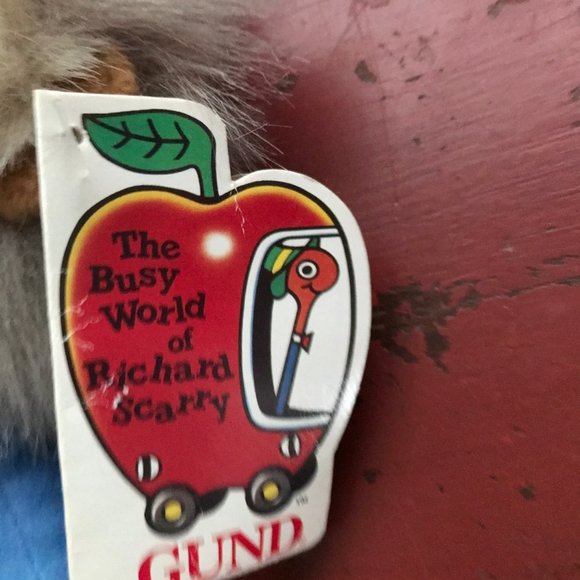 The
Busy
World
of
Richard
Scarry
TM
GUND